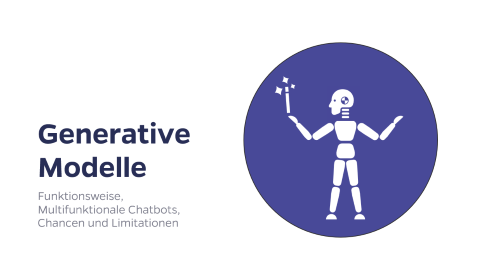 Generative
Modelle
Funktionsweise,
Multifunktionale Chatbots,
Chancen und Limitationen